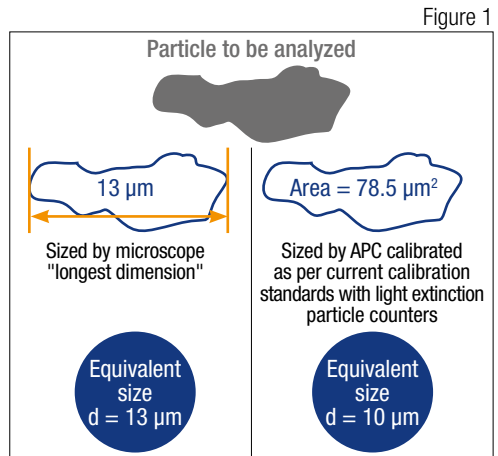 Figure 1
Particle to be analyzed
13 µm
Sized by microscope
"longest dimension"
Equivalent
size
d = 13 µm
Area = 78.5 µm²
Sized by APC calibrated
as per current calibration
standards with light extinction
particle counters
Equivalent
size
d = 10 µm